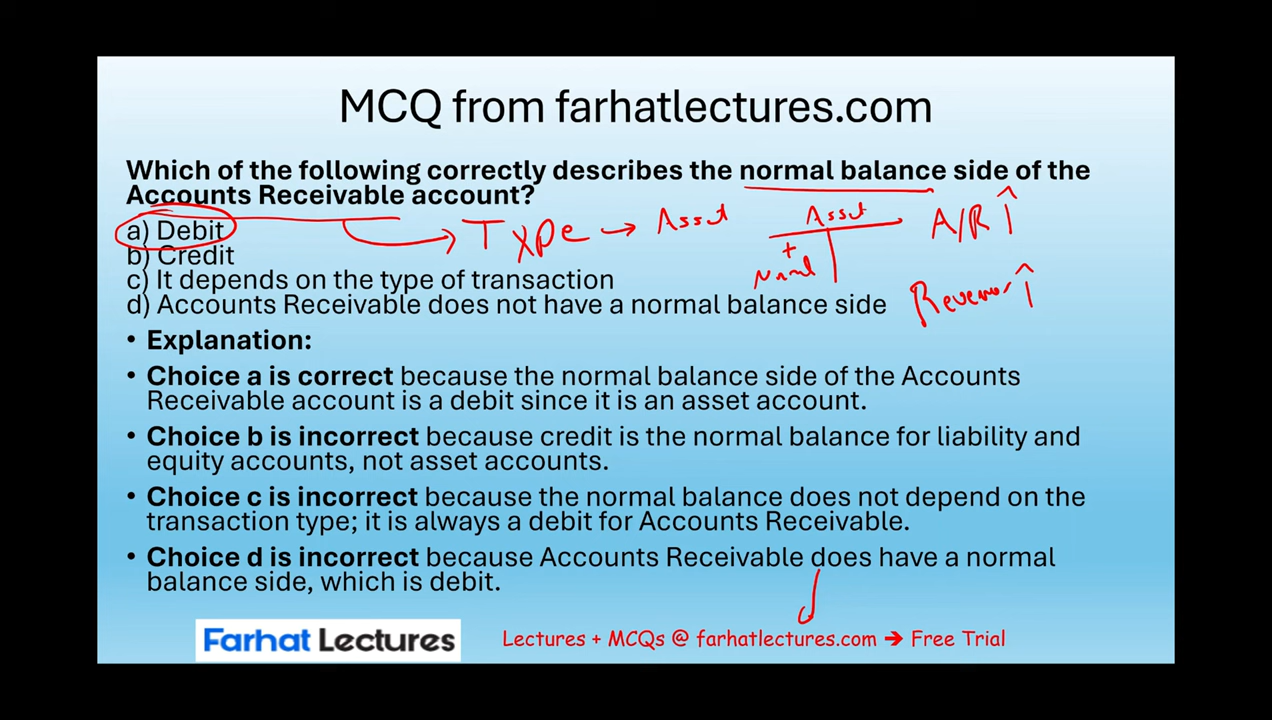 MCQ from farhatlectures.com
Which of the following correctly describes the normal balance side of the
Accounts Receivable account?
a) Debit
Type → Asset
Asset
A/R ↑
b) Credit
+
Normal
c) It depends on the type of transaction
Revenue ↑
d) Accounts Receivable does not have a normal balance side
• Explanation:
• Choice a is correct because the normal balance side of the Accounts
Receivable account is a debit since it is an asset account.
• Choice b is incorrect because credit is the normal balance for liability and
equity accounts, not asset accounts.
• Choice c is incorrect because the normal balance does not depend on the
transaction type; it is always a debit for Accounts Receivable.
• Choice d is incorrect because Accounts Receivable does have a normal
balance side, which is debit.
Farhat Lectures
Lectures + MCQs @ farhatlectures.com → Free Trial